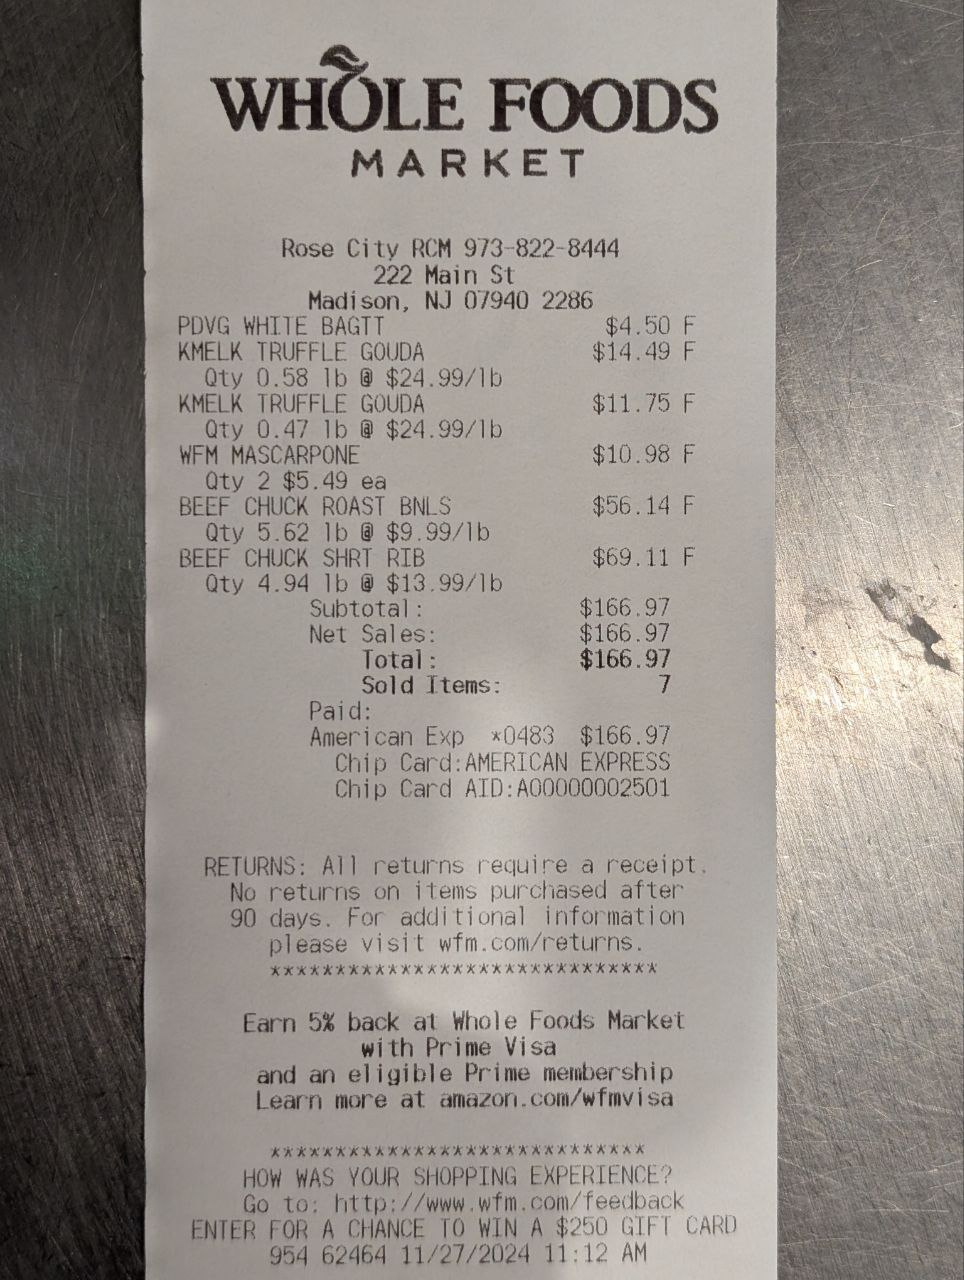 WHOLE FOODS
MARKET
Rose City RCM 973-822-8444
222 Main St
Madison, NJ 07940 2286
PDVG WHITE BAGTT $4.50 F
KMELK TRUFFLE GOUDA $14.49 F
Qty 0.58 lb @ $24.99/lb
KMELK TRUFFLE GOUDA $11.75 F
Qty 0.47 lb @ $24.99/lb
WFM MASCARPONE $10.98 F
Qty 2 $5.49 ea
BEEF CHUCK ROAST BNLS $56.14 F
Qty 5.62 lb @ $9.99/lb
BEEF CHUCK SHRT RIB $69.11 F
Qty 4.94 lb @ $13.99/lb
Subtotal: $166.97
Net Sales: $166.97
Total: $166.97
Sold Items: 7
Paid:
American Exp *0483 $166.97
Chip Card:AMERICAN EXPRESS
Chip Card AID:A00000002501
RETURNS: All returns require a receipt.
No returns on items purchased after
90 days. For additional information
please visit wfm.com/returns.
******************************
Earn 5% back at Whole Foods Market
with Prime Visa
and an eligible Prime membership
Learn more at amazon.com/wfmvisa
*****************************
HOW WAS YOUR SHOPPING EXPERIENCE?
Go to: http://www.wfm.com/feedback
ENTER FOR A CHANCE TO WIN A $250 GIFT CARD
954 62464 11/27/2024 11:12 AM